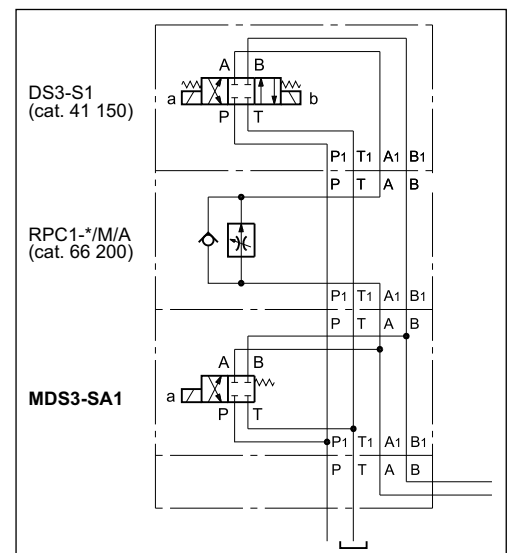 A B
DS3-S1
(cat. 41 150)
a b
P T
P1 T1 A1 B1
P T A B
RPC1-*/M/A
(cat. 66 200)
P1 T1 A1 B1
P T A B
A B
MDS3-SA1
a
P T
P1 T1 A1 B1
P T A B